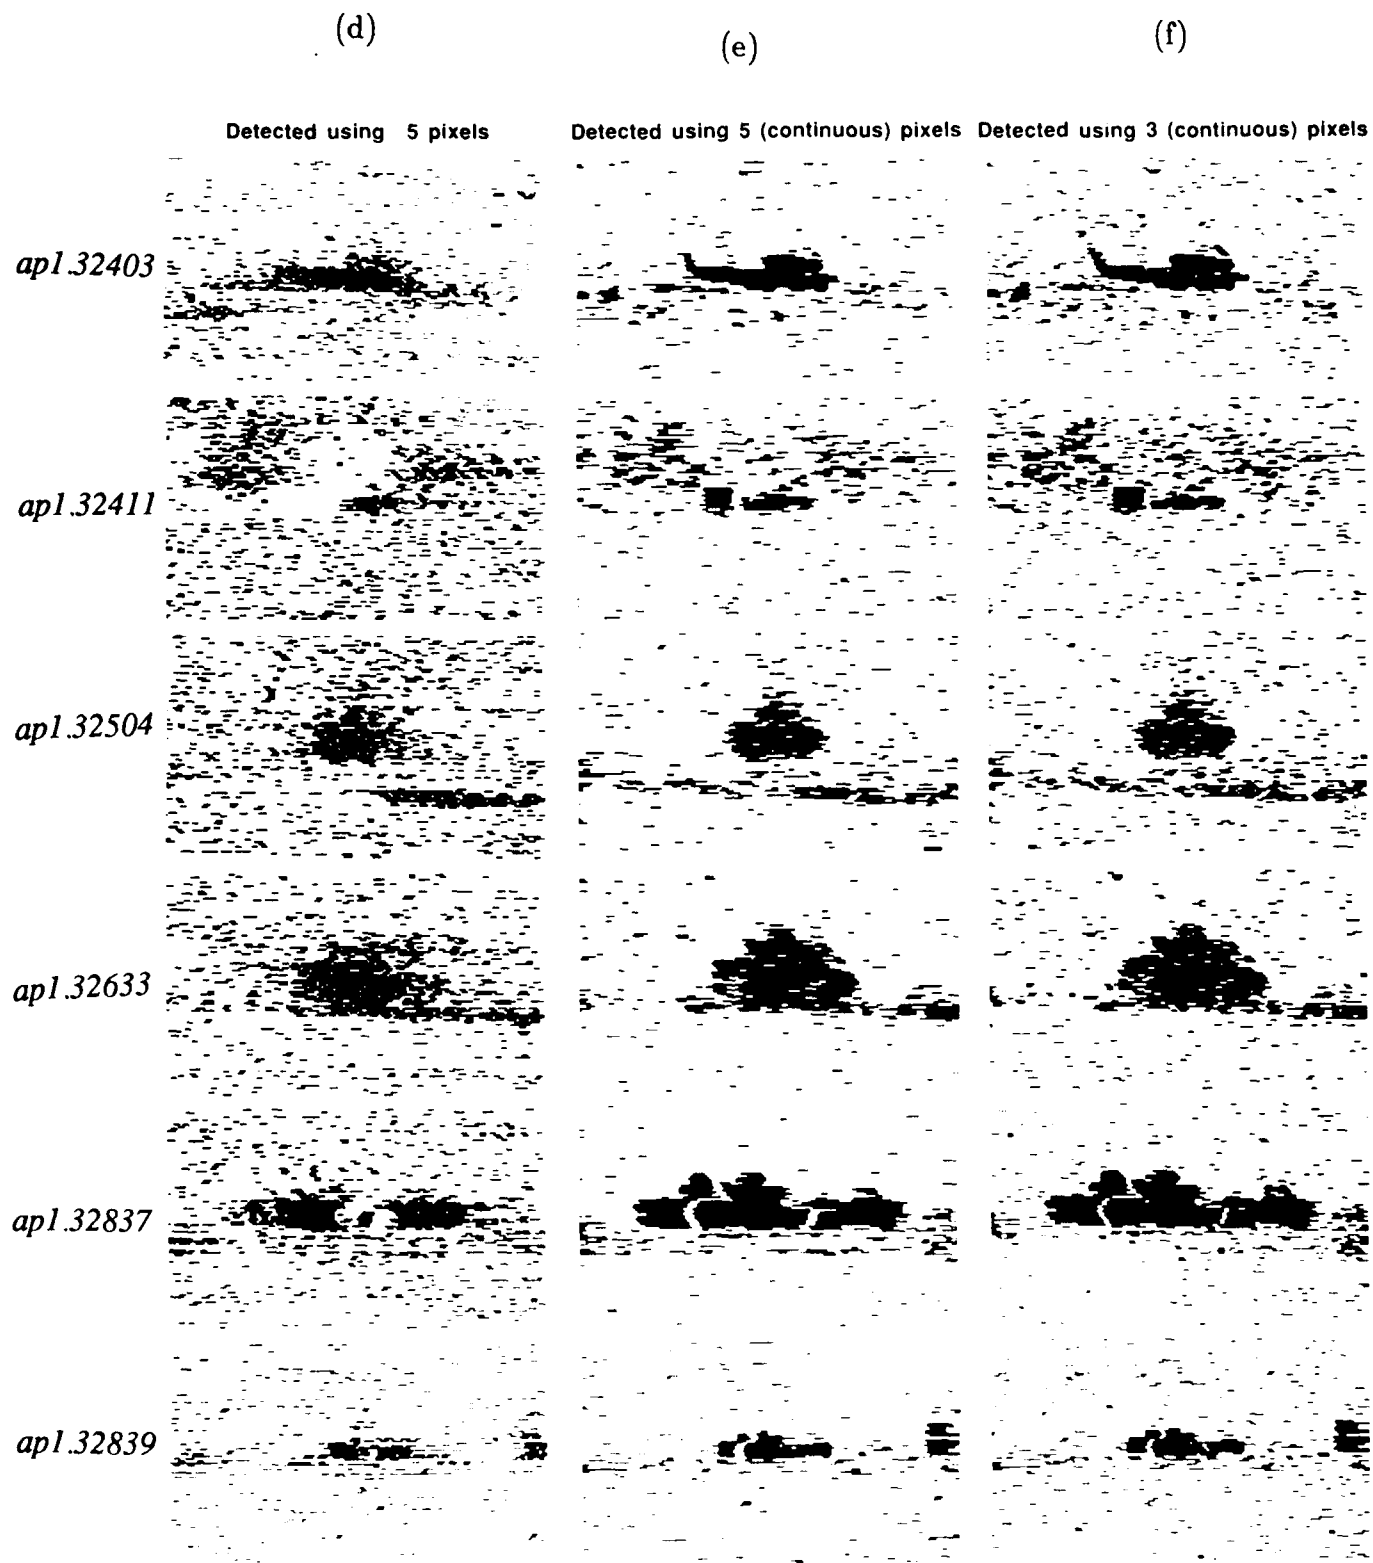 (d) (e) (f)
Detected using 5 pixels Detected using 5 (continuous) pixels Detected using 3 (continuous) pixels
ap1.32403
ap1.32411
ap1.32504
ap1.32633
ap1.32837
ap1.32839